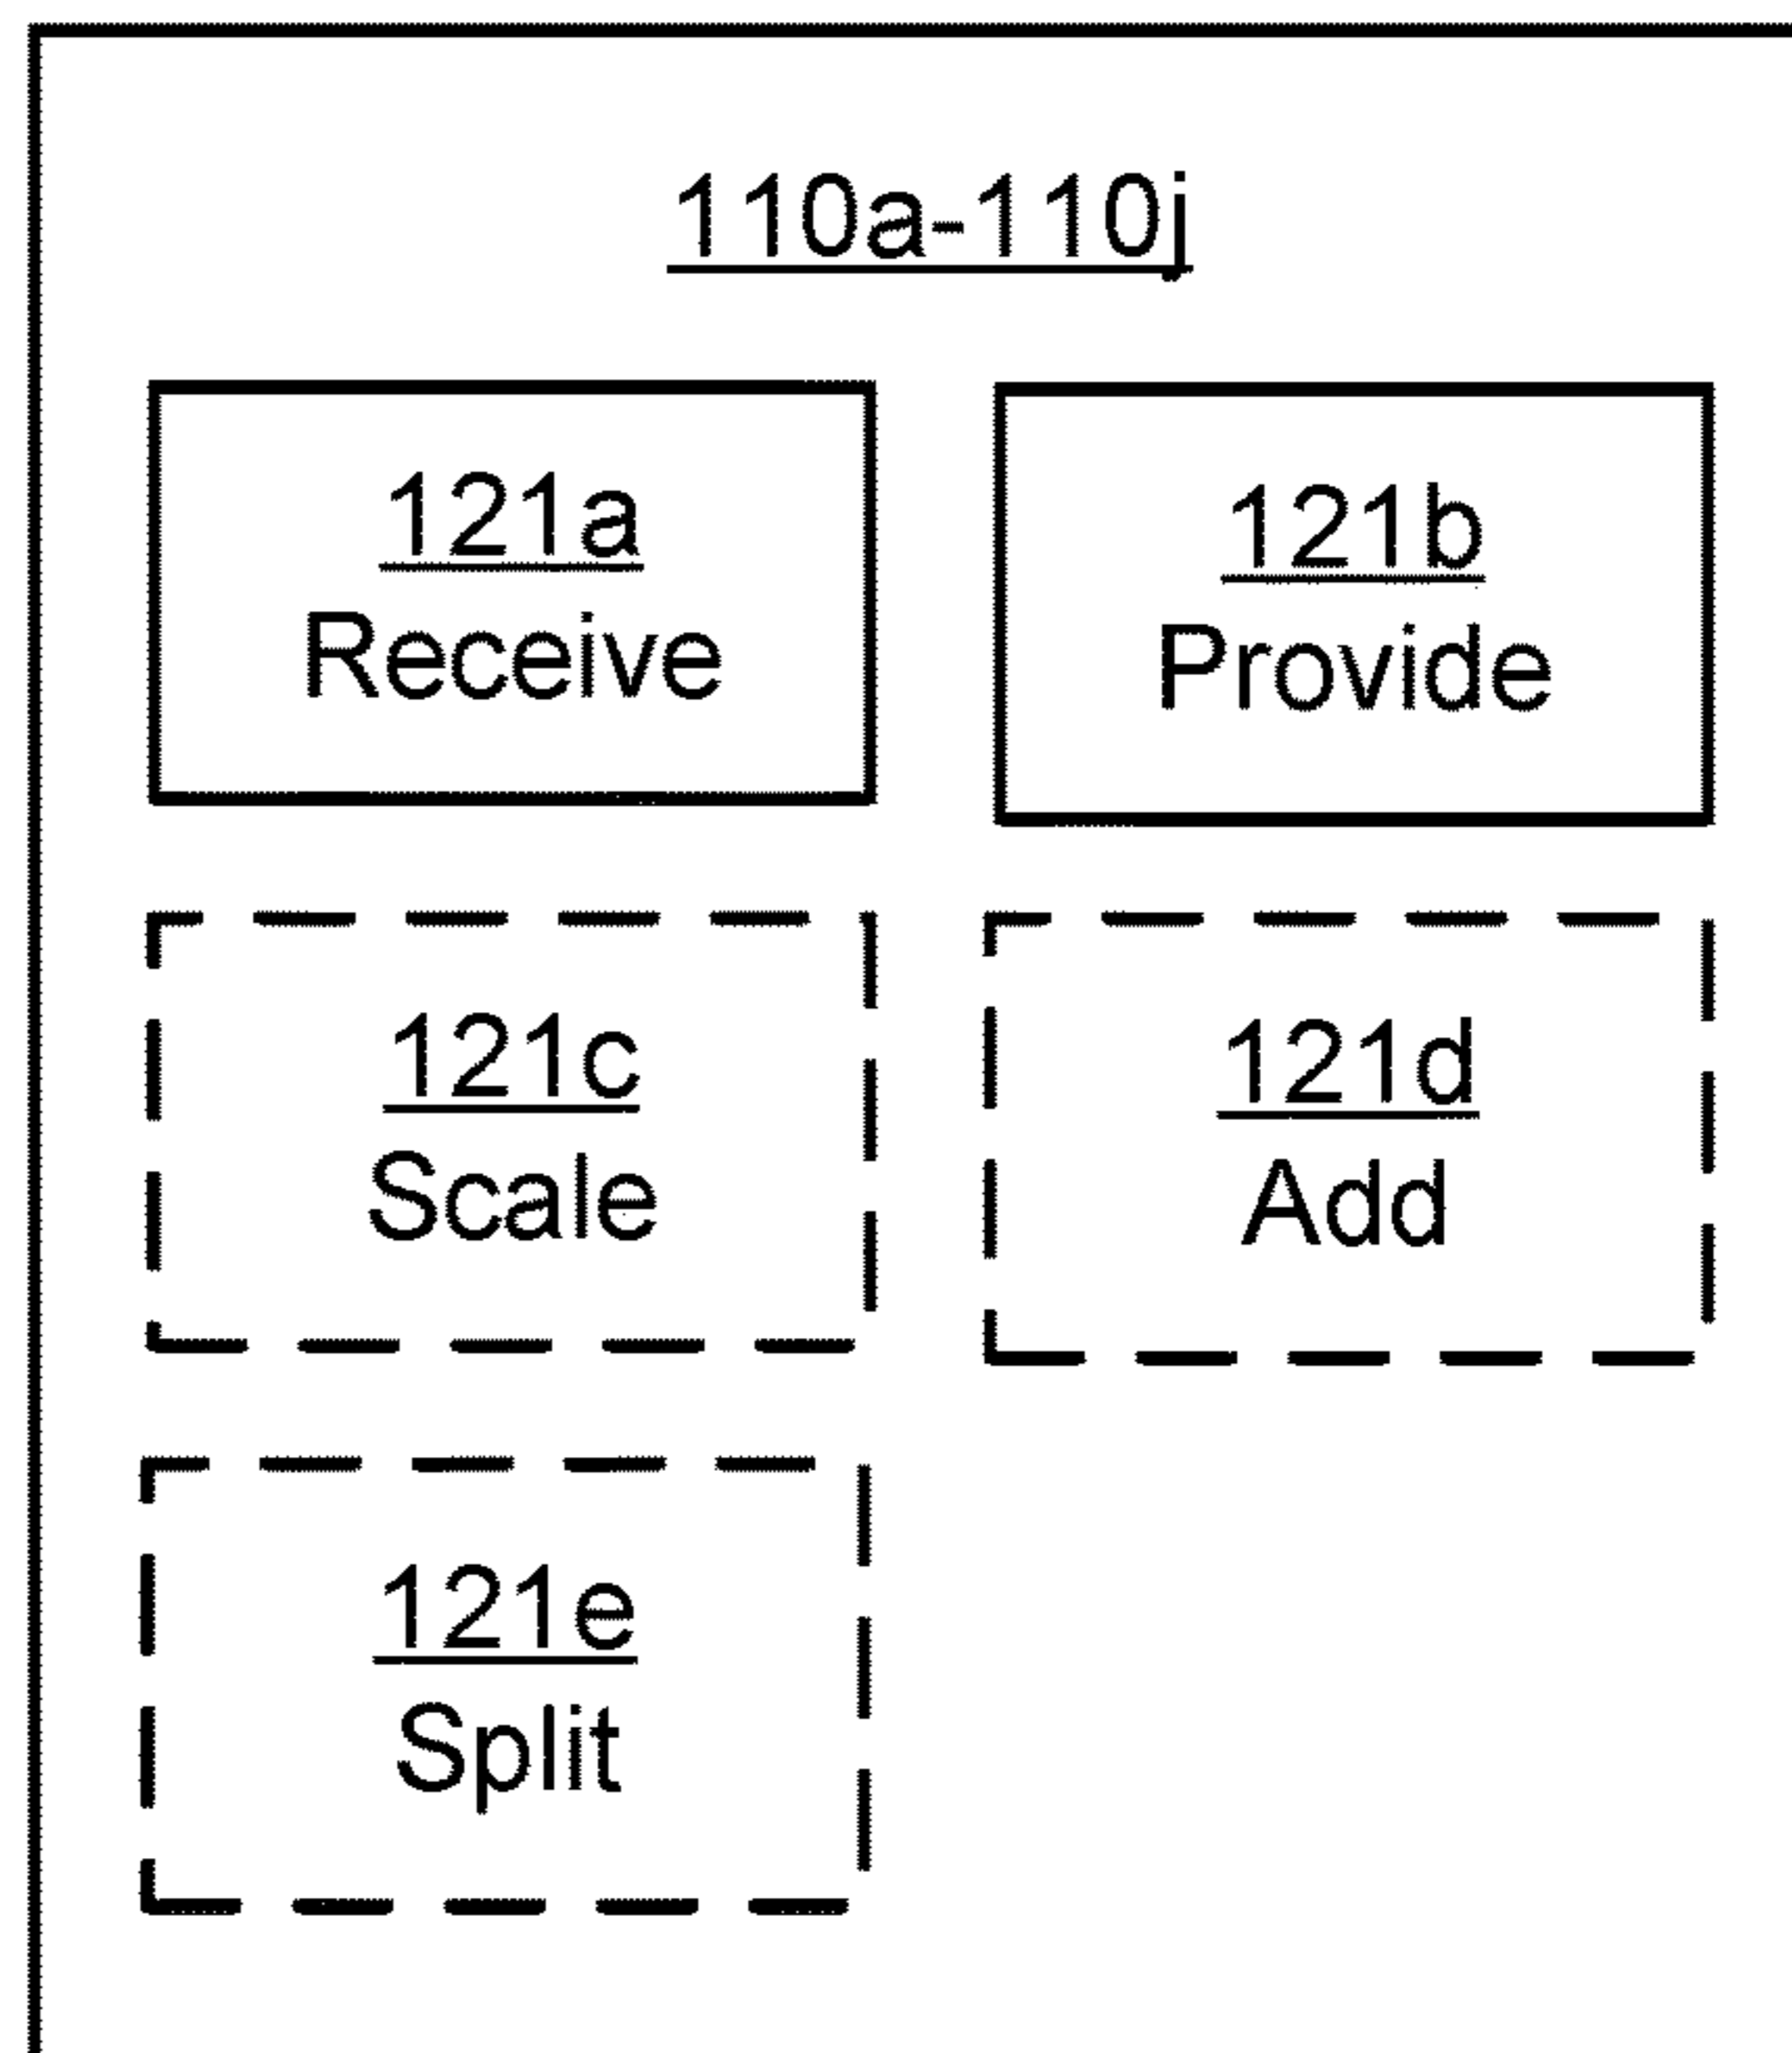 110a-110j
121a
Receive
121b
Provide
121c
Scale
121d
Add
121e
Split